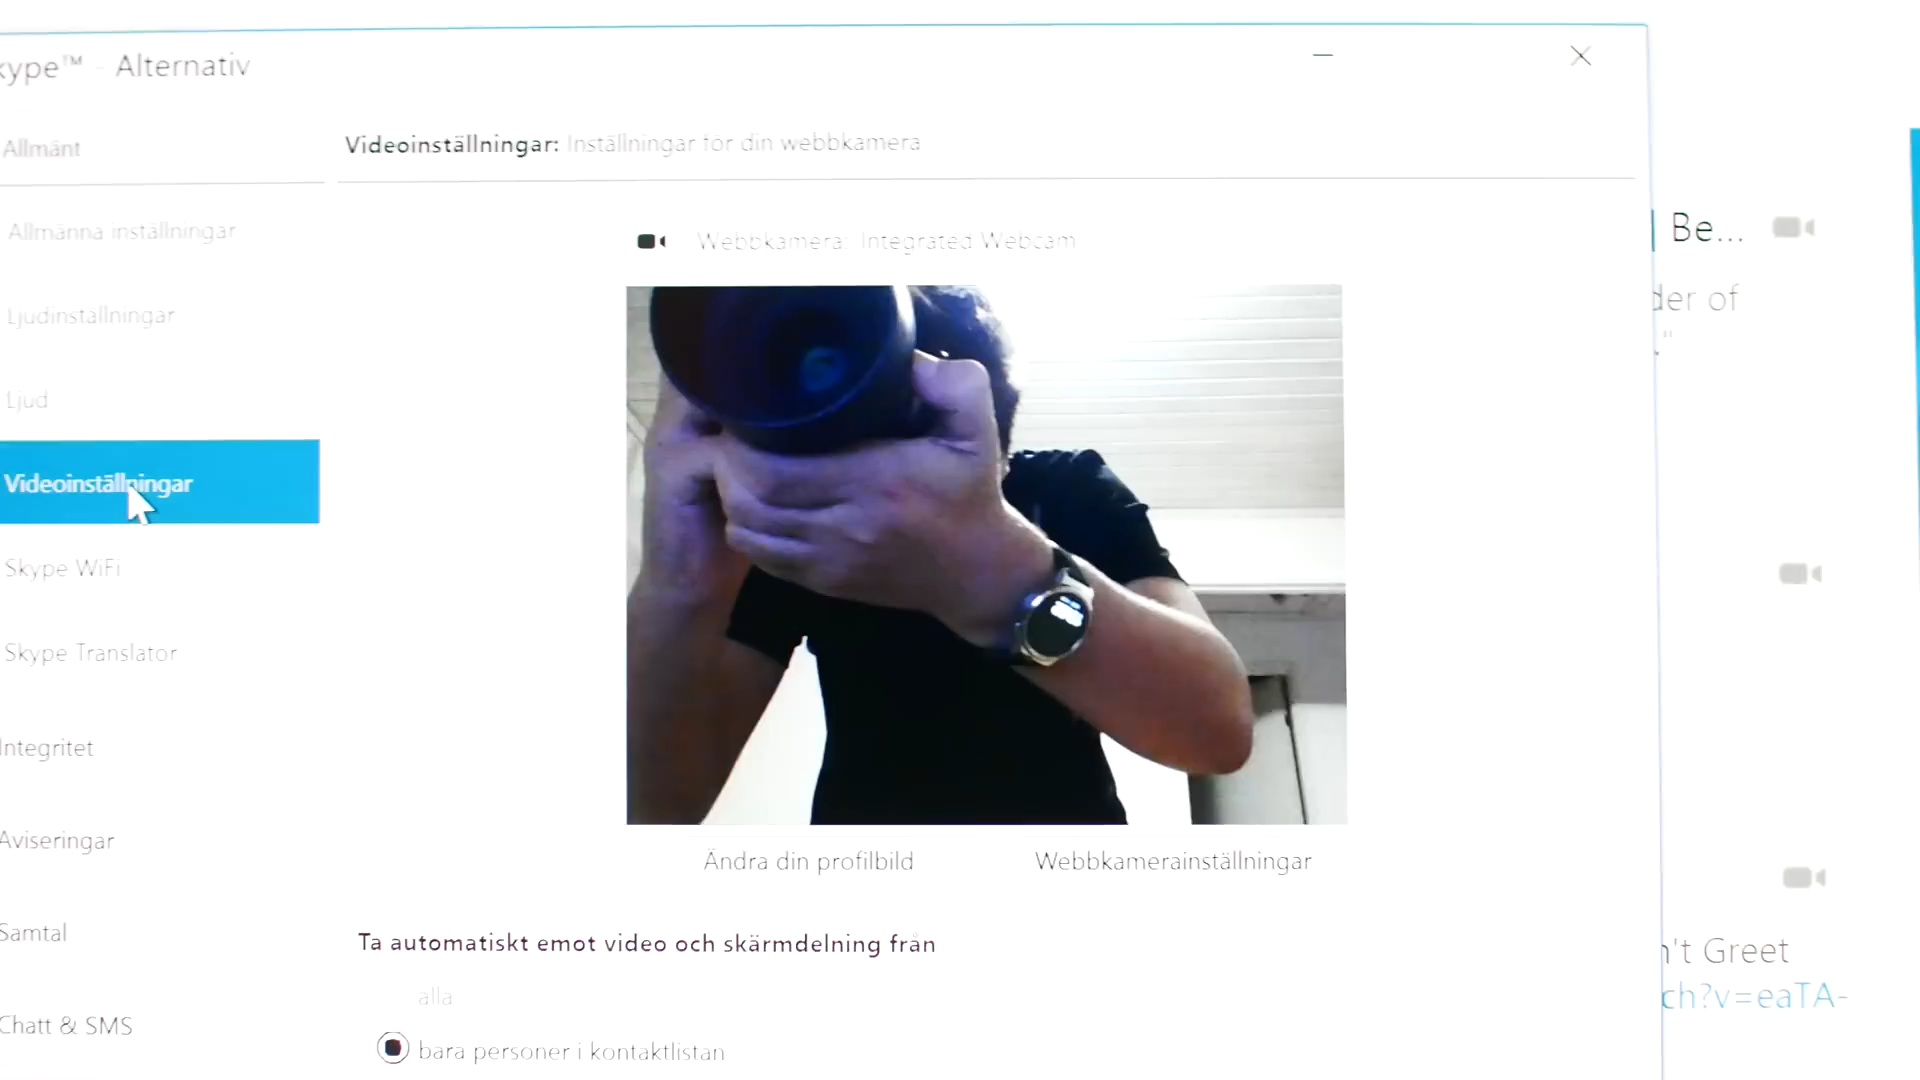 kype™ - Alternativ
Allmänt
Allmänna inställningar
Ljudinställningar
Ljud
Videoinställningar
Skype WiFi
Skype Translator
Integritet
Aviseringar
Samtal
Chatt & SMS
Videoinställningar: Inställningar för din webbkamera
Webbkamera: Integrated Webcam
Ändra din profilbild
Webbkamerainställningar
Ta automatiskt emot video och skärmdelning från
alla
bara personer i kontaktlistan
Be...
der of
"
n't Greet
ch?v=eaTA-